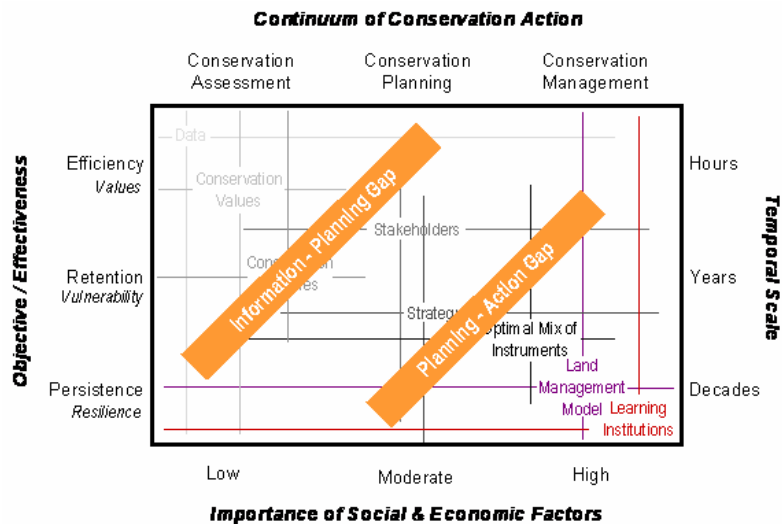 Continuum of Conservation Action
Conservation
Assessment
Conservation
Planning
Conservation
Management
Objective / Effectiveness
Efficiency
Values
Retention
Vulnerability
Persistence
Resilience
Data
Conservation
Values
Stakeholders
Information - Planning Gap
Planning - Action Gap
Optimal Mix of
Instruments
Land
Management
Model
Learning
Institutions
Hours
Years
Decades
Temporal Scale
Low
Moderate
High
Importance of Social & Economic Factors